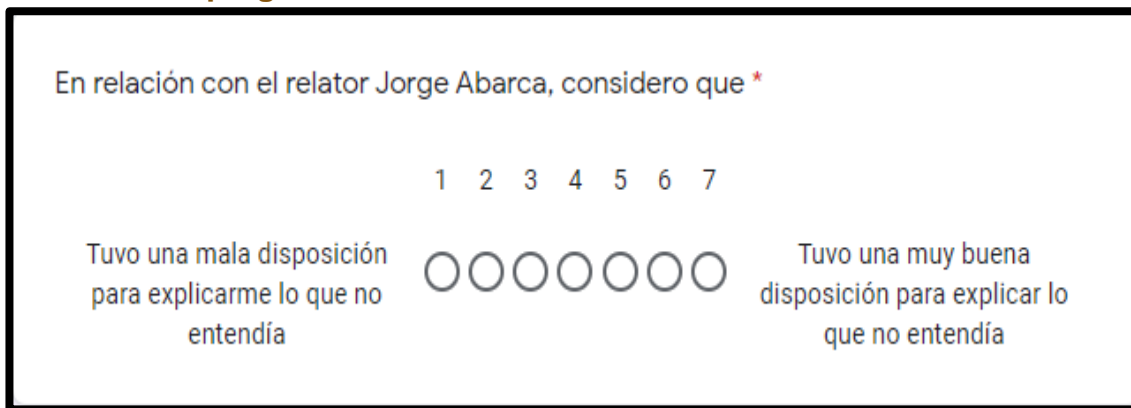 En relación con el relator Jorge Abarca, considero que *
1 2 3 4 5 6 7
Tuvo una mala disposición
para explicarme lo que no
entendía
Tuvo una muy buena
disposición para explicar lo
que no entendía